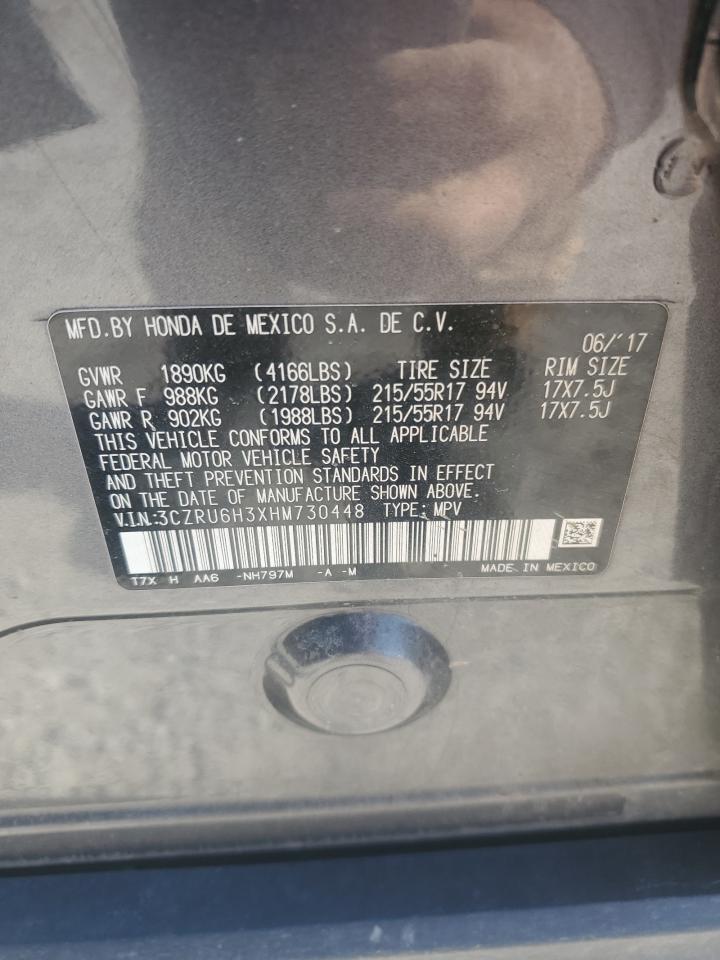 MFD.BY HONDA DE MEXICO S.A. DE C.V.
06/'17
GVWR 1890KG (4166LBS) TIRE SIZE RIM SIZE
GAWR F 988KG (2178LBS) 215/55R17 94V 17X7.5J
GAWR R 902KG (1988LBS) 215/55R17 94V 17X7.5J
THIS VEHICLE CONFORMS TO ALL APPLICABLE
FEDERAL MOTOR VEHICLE SAFETY
AND THEFT PREVENTION STANDARDS IN EFFECT
ON THE DATE OF MANUFACTURE SHOWN ABOVE.
V.I.N.:3CZRU6H3XHM730448 TYPE: MPV
T7X H AA6 -NH797M -A -M MADE IN MEXICO